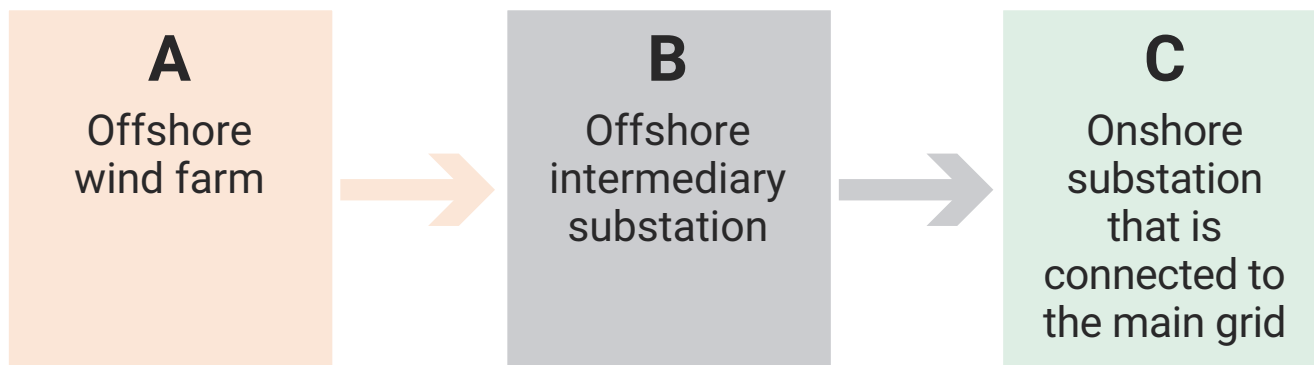 A
Offshore
wind farm
B
Offshore
intermediary
substation
C
Onshore
substation
that is
connected to
the main grid